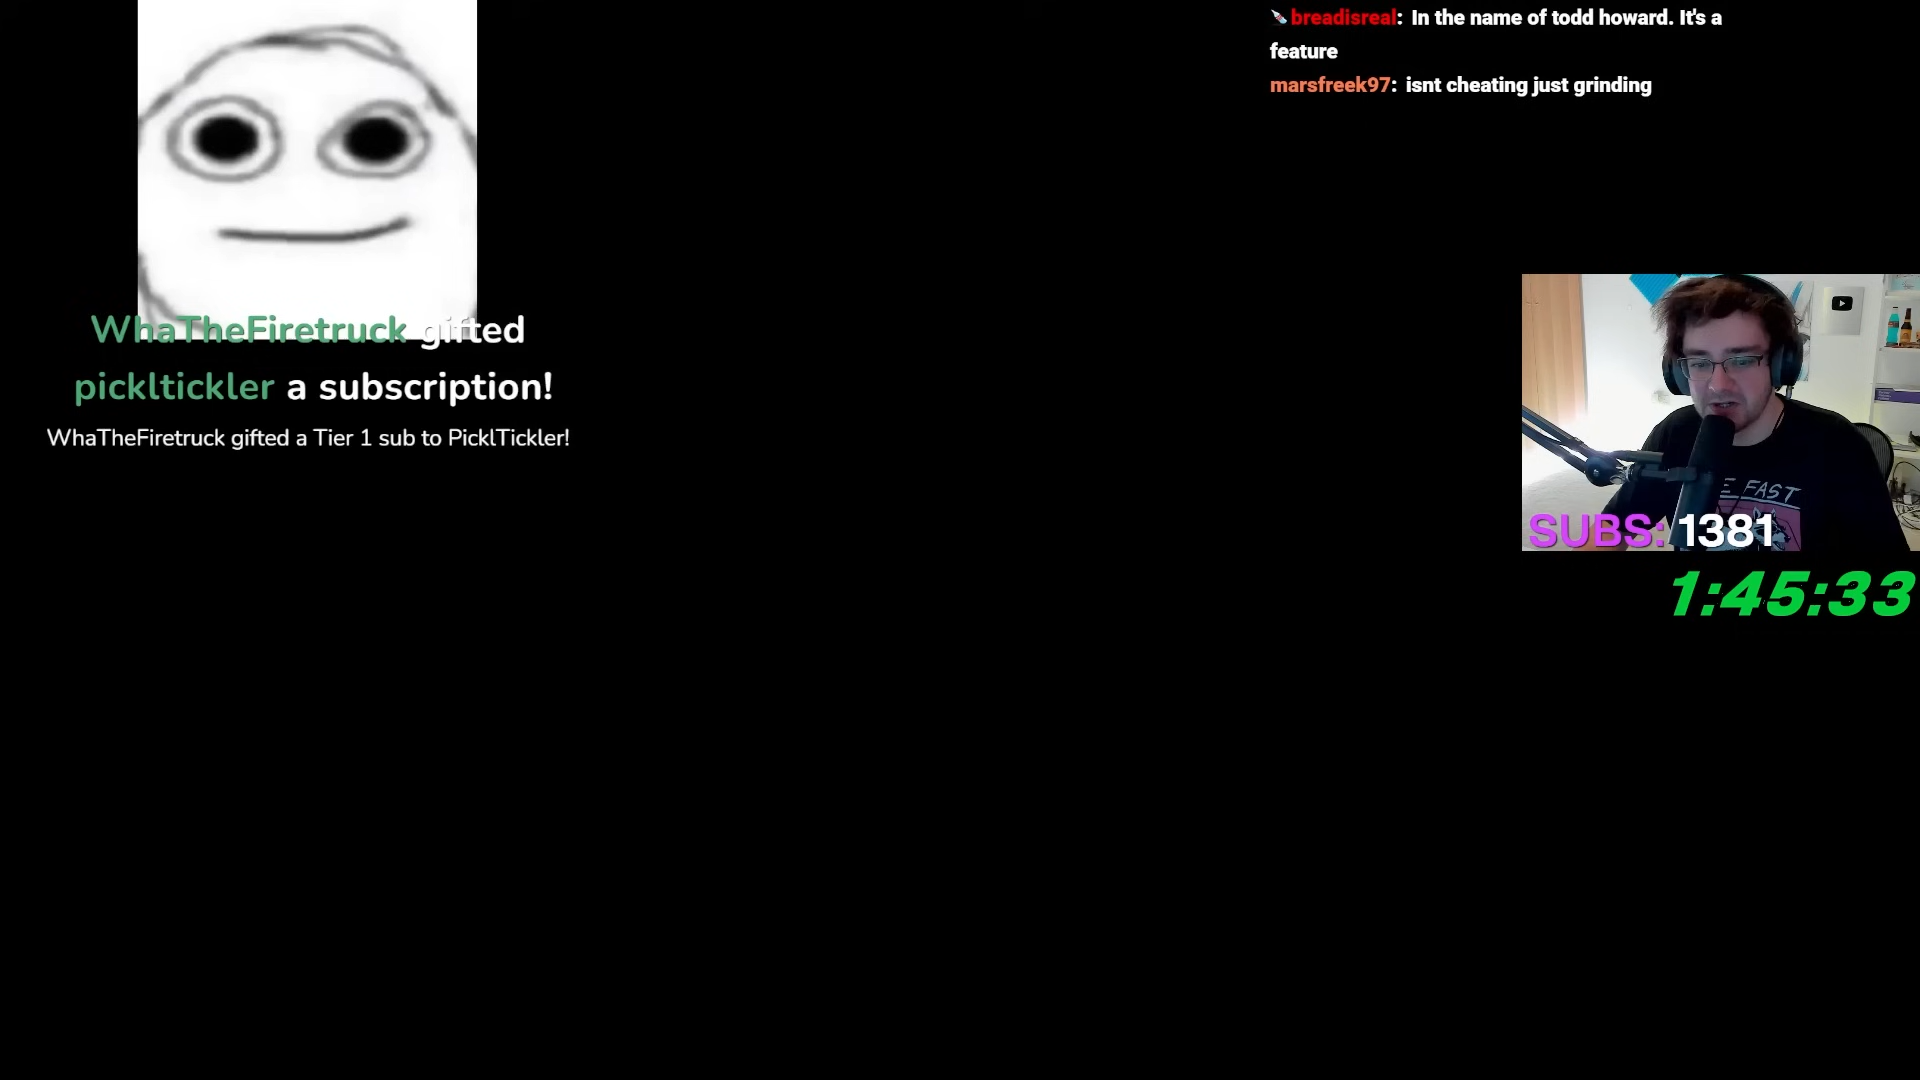 breadisreal: In the name of todd howard. It's a
feature
marsfreek97: isnt cheating just grinding
WhaTheFiretruck gifted
pickltickler a subscription!
WhaTheFiretruck gifted a Tier 1 sub to PicklTickler!
E FAST
SUBS: 1381
1:45:33